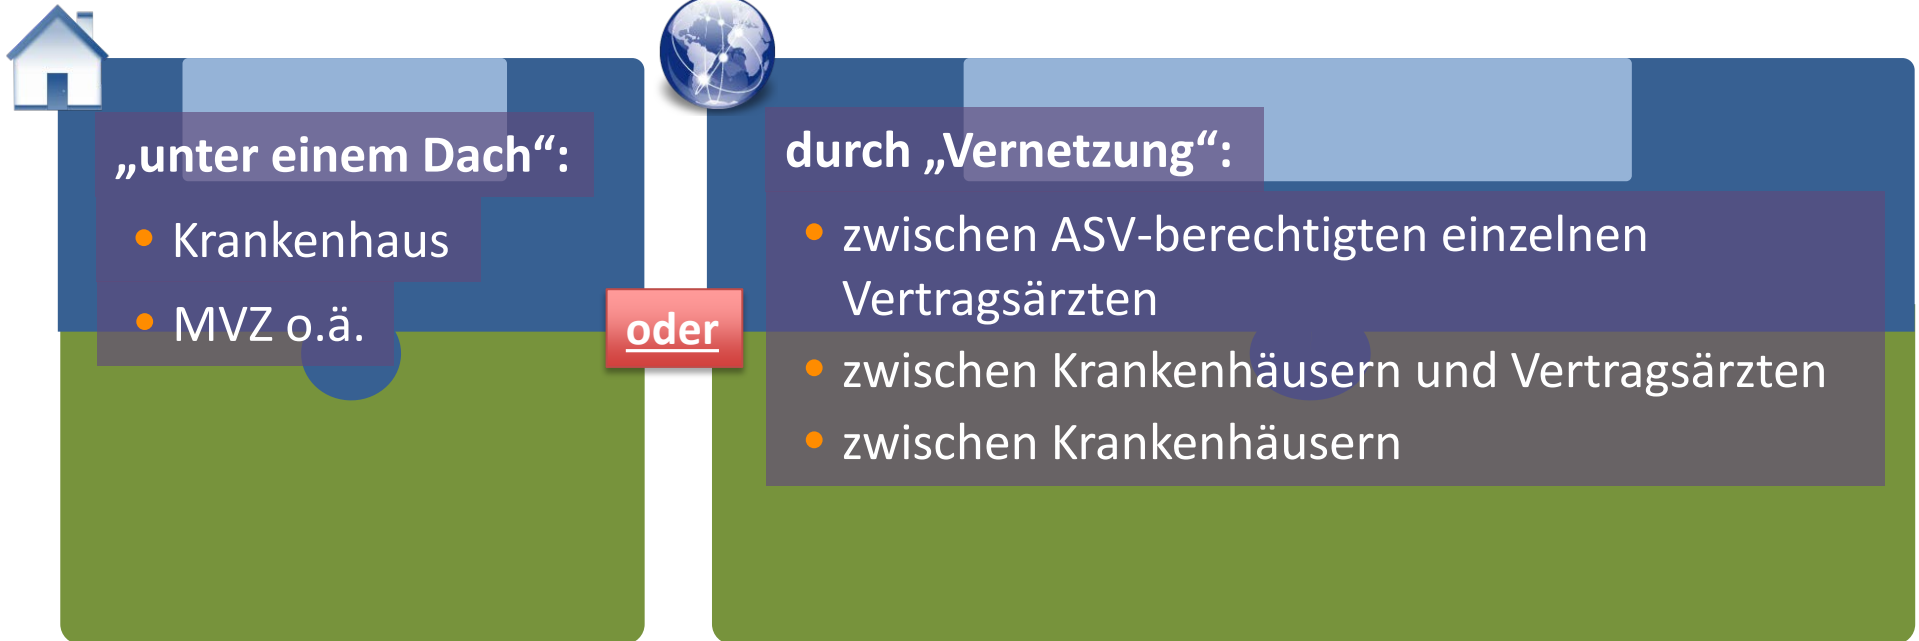 „unter einem Dach“:
• Krankenhaus
• MVZ o.ä.
oder
durch „Vernetzung“:
• zwischen ASV-berechtigten einzelnen
Vertragsärzten
• zwischen Krankenhäusern und Vertragsärzten
• zwischen Krankenhäusern